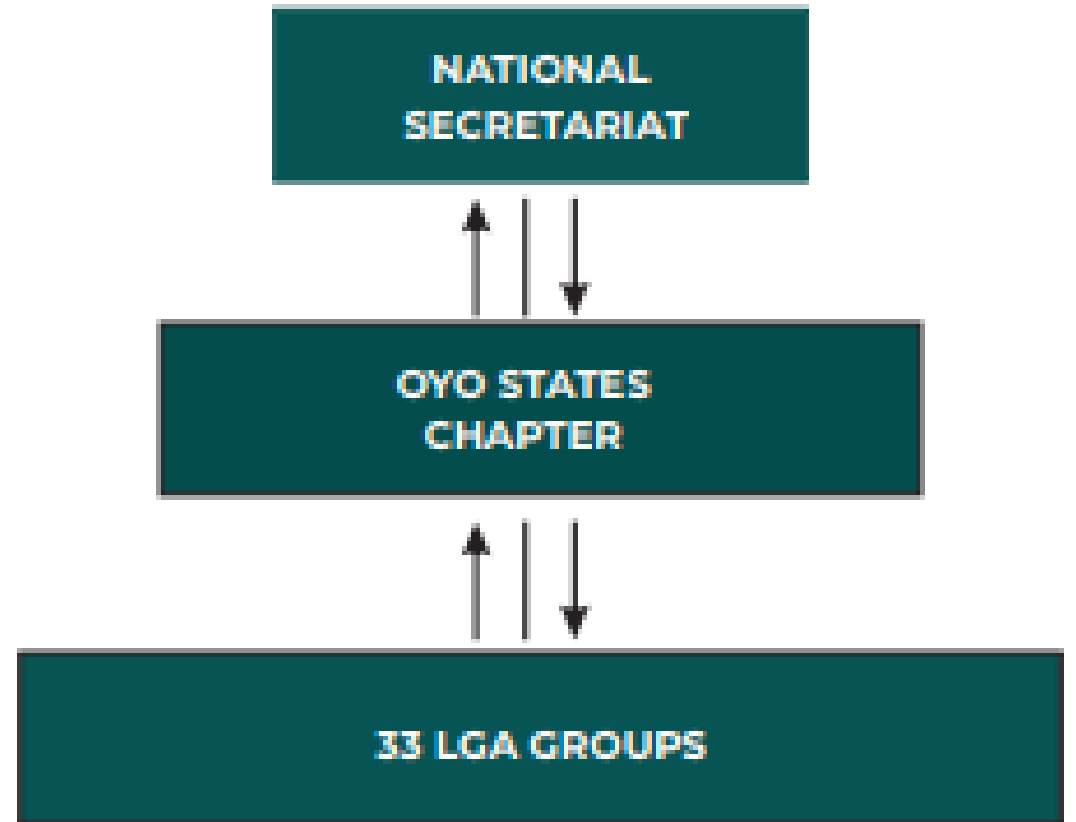 NATIONAL
SECRETARIAT
OYO STATES
CHAPTER
33 LGA GROUPS